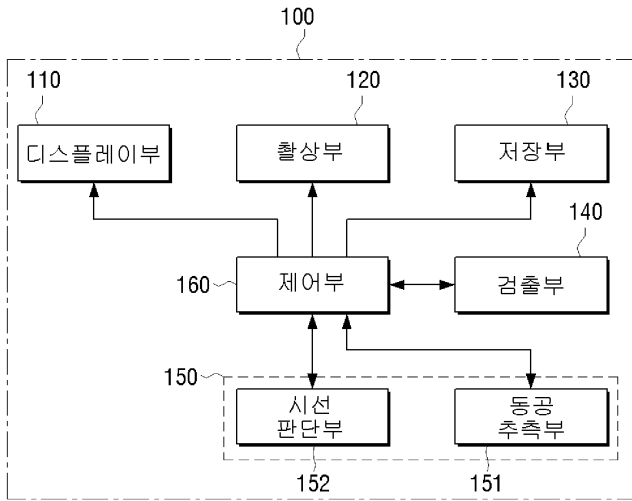 100
110
120
130
디스플레이부
촬상부
저장부
140
160
제어부
검출부
150
시선
판단부
동공
추측부
152
151